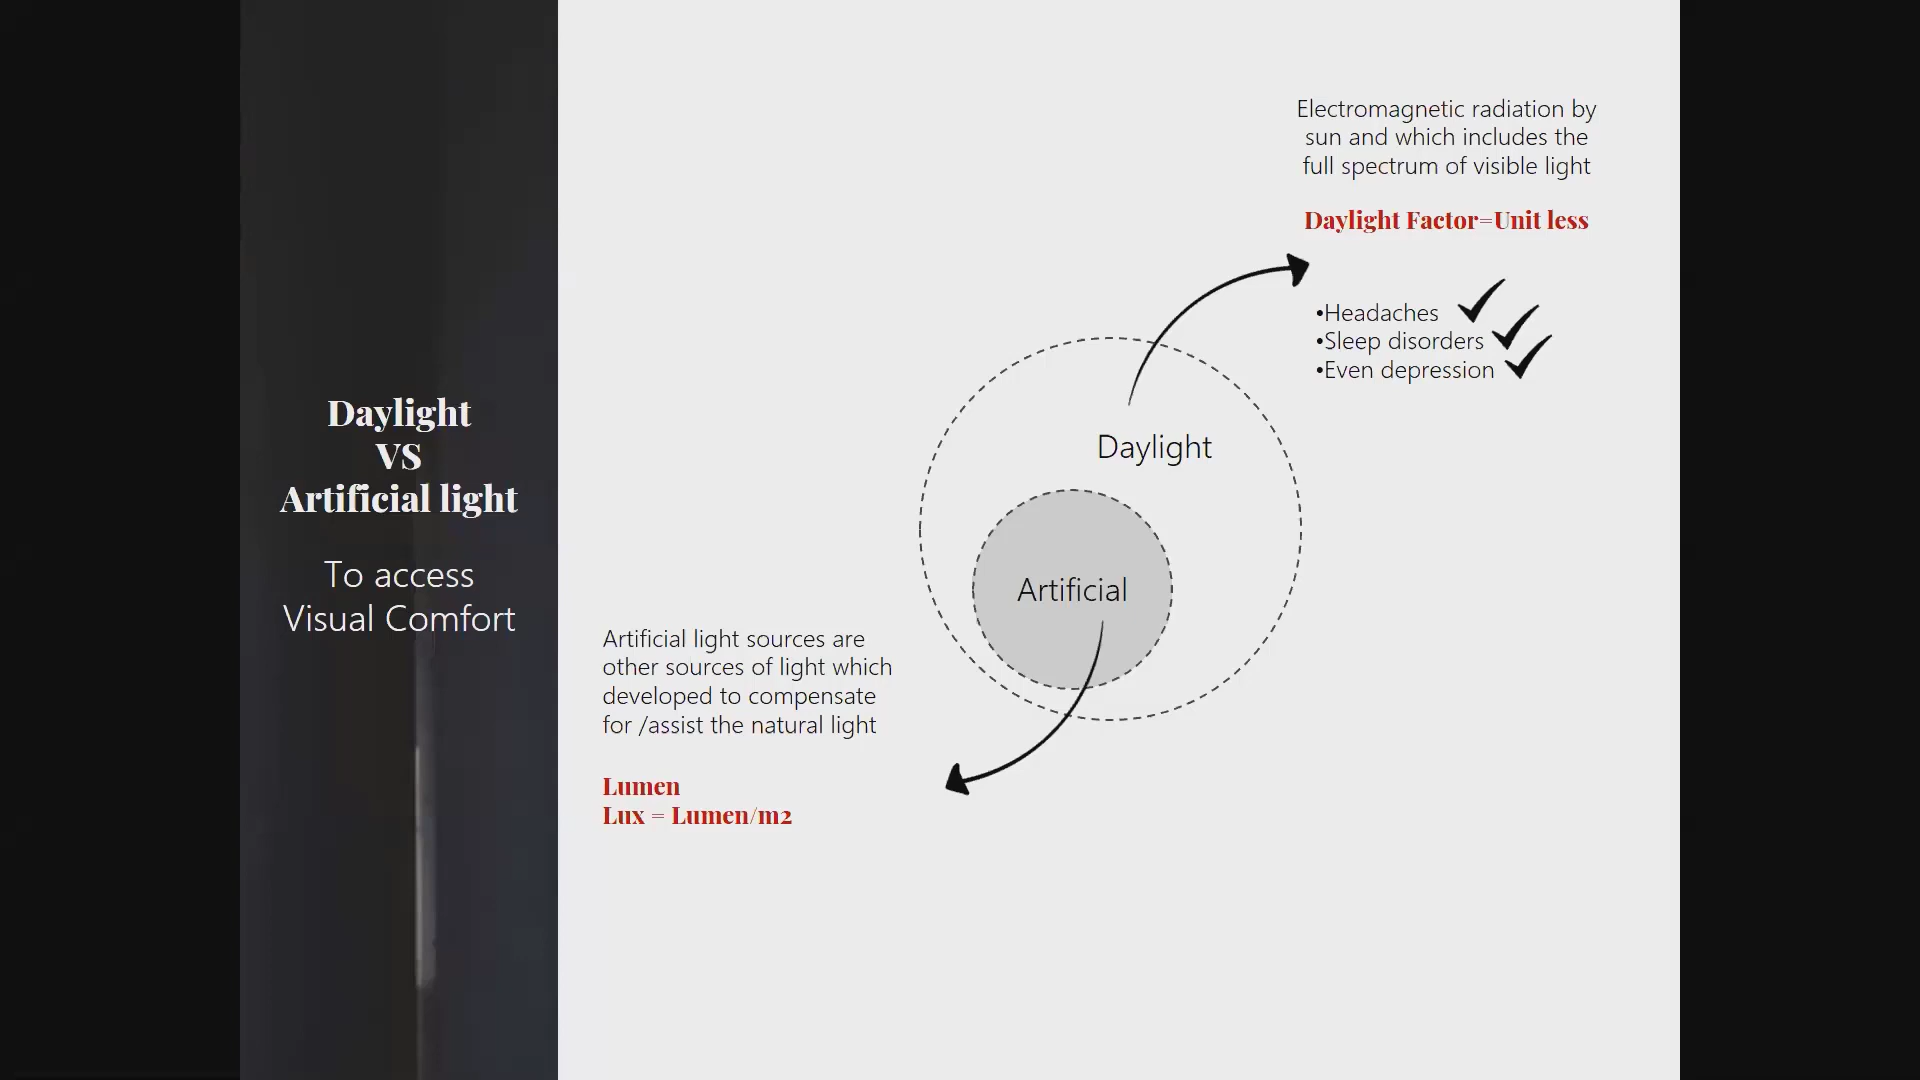 Daylight
VS
Artificial light
To access
Visual Comfort
Electromagnetic radiation by
sun and which includes the
full spectrum of visible light
Daylight Factor=Unit less
•Headaches
•Sleep disorders
•Even depression
Daylight
Artificial
Artificial light sources are
other sources of light which
developed to compensate
for /assist the natural light
Lumen
Lux = Lumen/m2